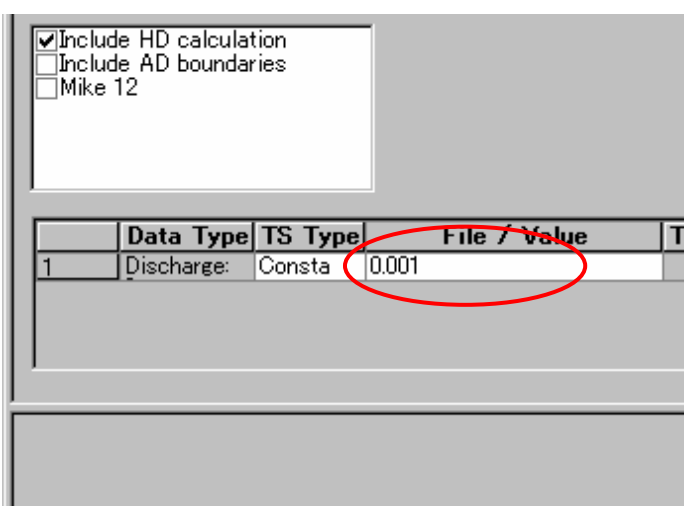 Include HD calculation
Include AD boundaries
Mike 12
Data Type TS Type File / Value T
1 Discharge: Consta 0.001